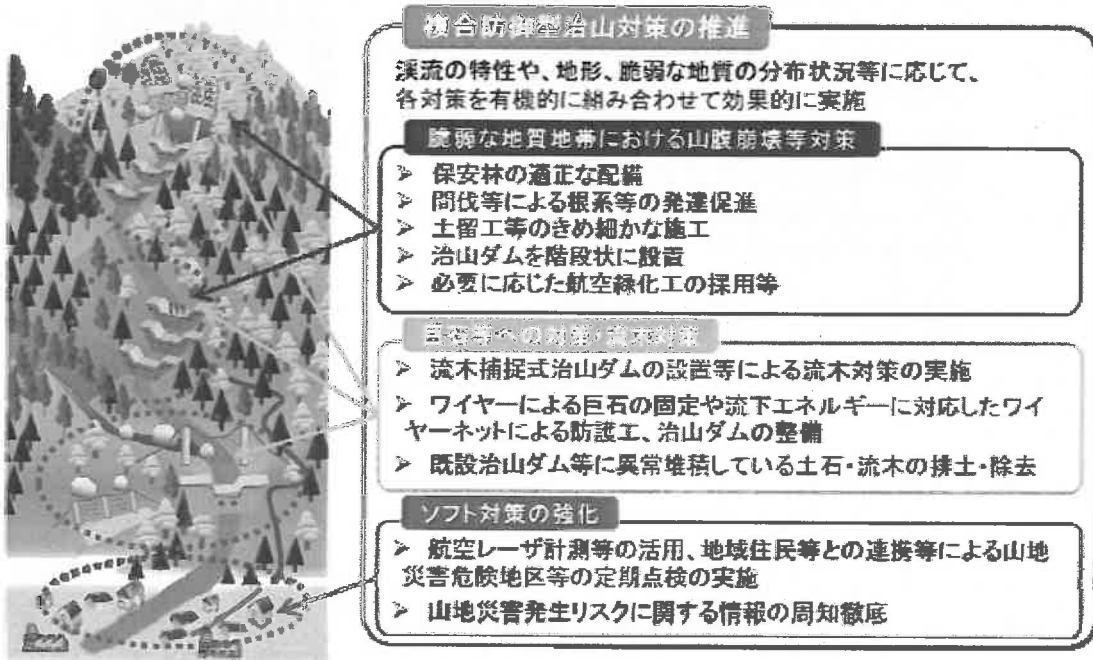 複合防御型治山対策の推進
渓流の特性や、地形、脆弱な地質の分布状況等に応じて、
各対策を有機的に組み合わせて効果的に実施
脆弱な地質地帯における山腹崩壊等対策
➢ 保安林の適正な配備
➢ 間伐等による根系等の発達促進
➢ 土留工等のきめ細かな施工
➢ 治山ダムを階段状に設置
➢ 必要に応じた航空緑化工の採用等
巨石等への対策・流木対策
➢ 流木捕捉式治山ダムの設置等による流木対策の実施
➢ ワイヤーによる巨石の固定や流下エネルギーに対応したワイ
ヤーネットによる防護工、治山ダムの整備
➢ 既設治山ダム等に異常堆積している土石・流木の排土・除去
ソフト対策の強化
➢ 航空レーザ計測等の活用、地域住民等との連携等による山地
災害危険地区等の定期点検の実施
➢ 山地災害発生リスクに関する情報の周知徹底